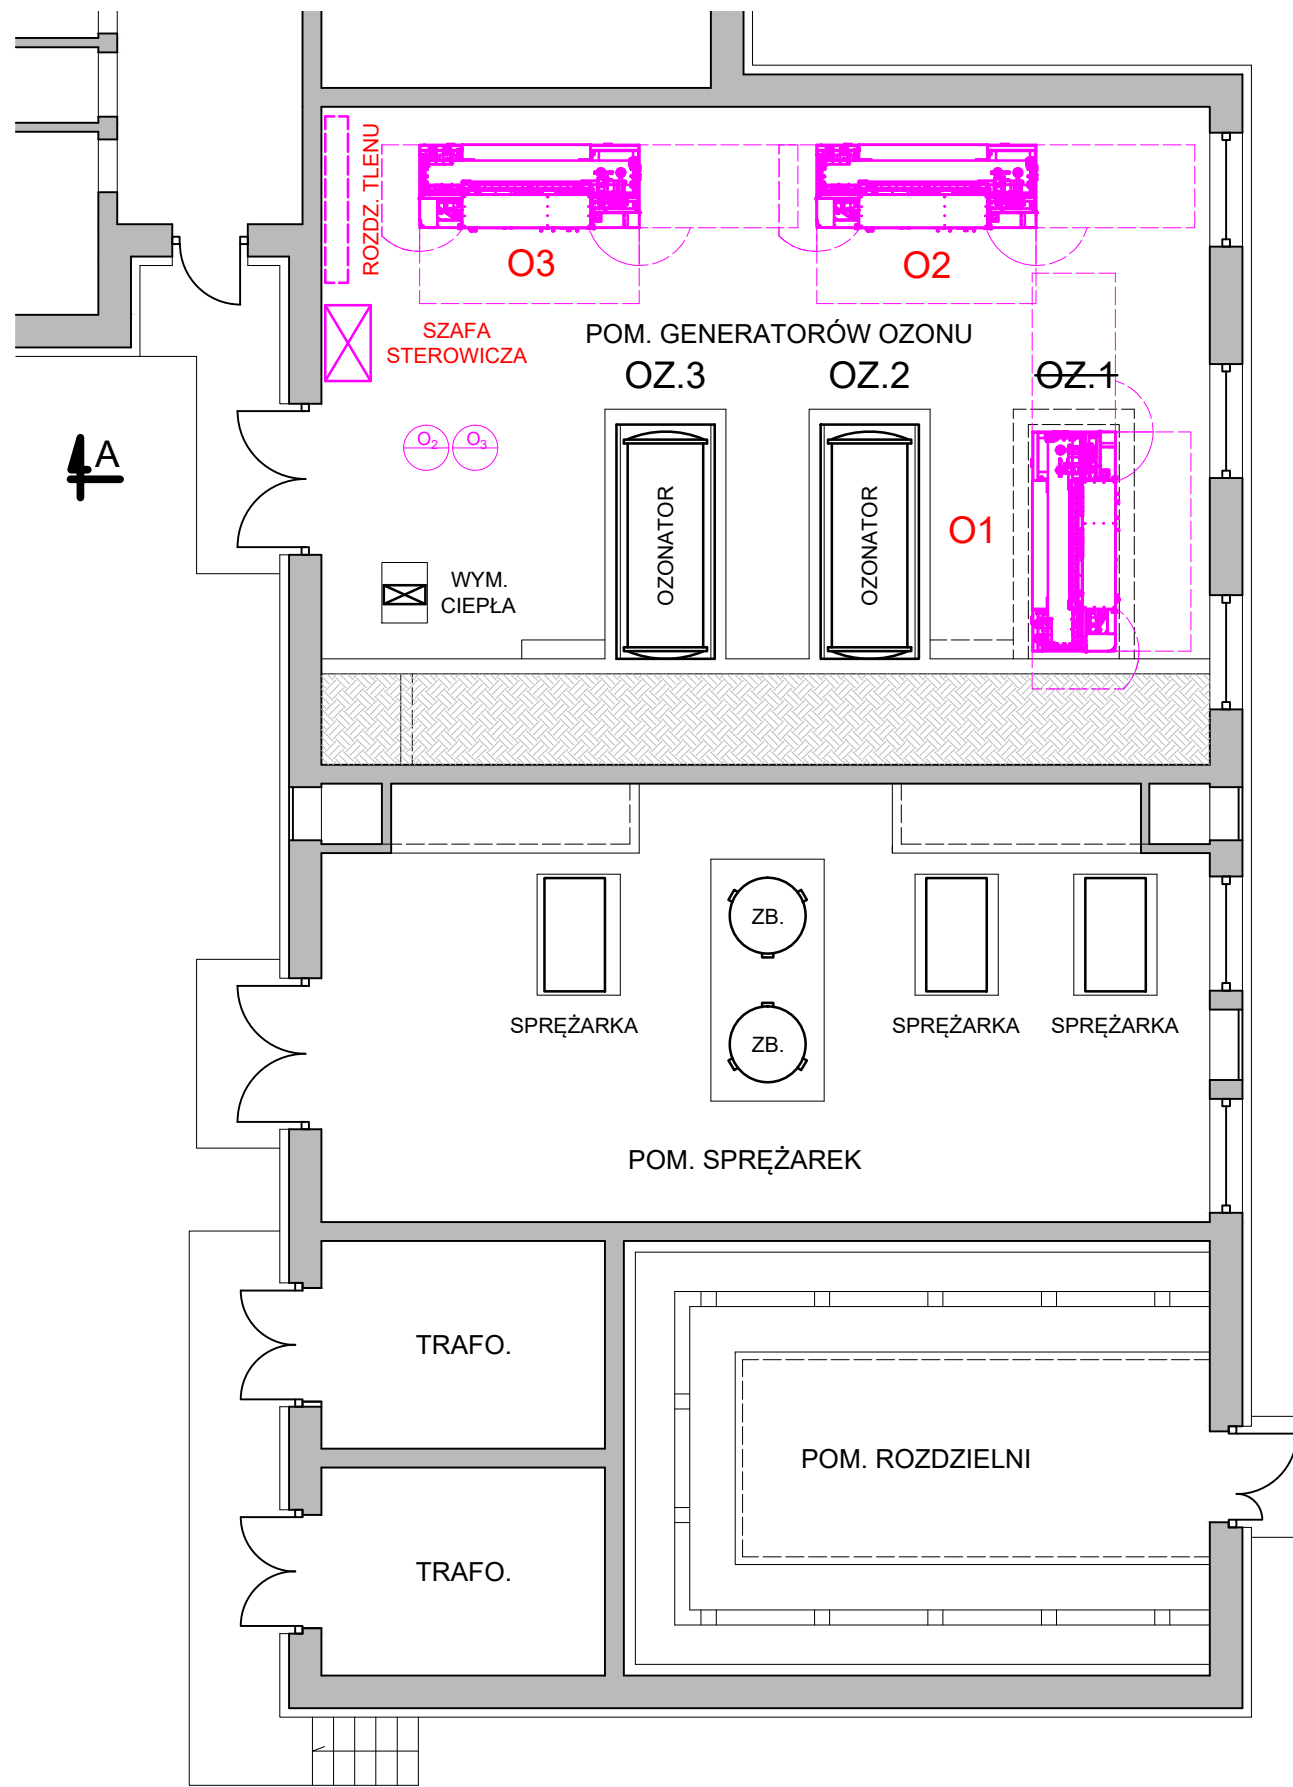 ROZDZ. TLENU
O3
O2
SZAFA
STEROWICZA
POM. GENERATORÓW OZONU
OZ.3
OZ.2
OZ.1
A
O₂
O₃
OZONATOR
OZONATOR
O1
WYM.
CIEPŁA
ZB.
ZB.
SPRĘŻARKA
SPRĘŻARKA
SPRĘŻARKA
POM. SPRĘŻAREK
TRAFO.
POM. ROZDZIELNI
TRAFO.